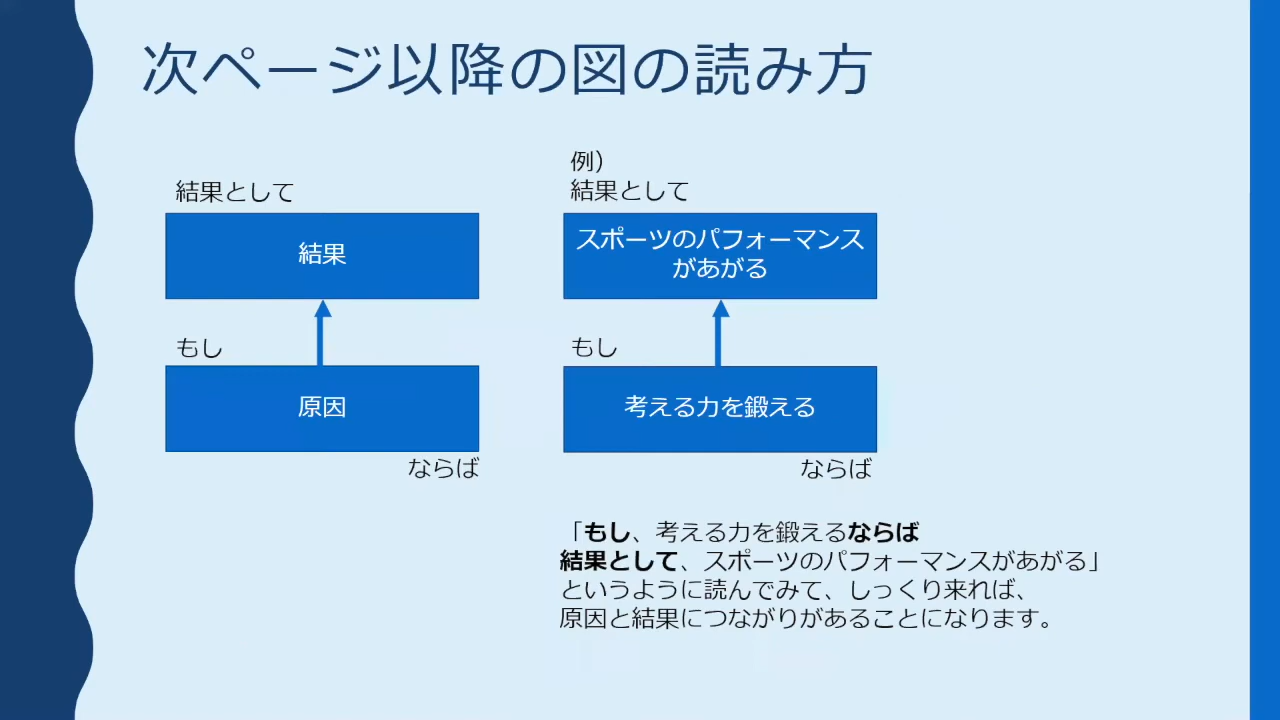 次ページ以降の図の読み方
結果として
結果
もし
原因
ならば
例)
結果として
スポーツのパフォーマンス
があがる
もし
考える力を鍛える
ならば
「もし、考える力を鍛えるならば
結果として、スポーツのパフォーマンスがあがる」
というように読んでみて、しっくり来れば、
原因と結果につながりがあることになります。